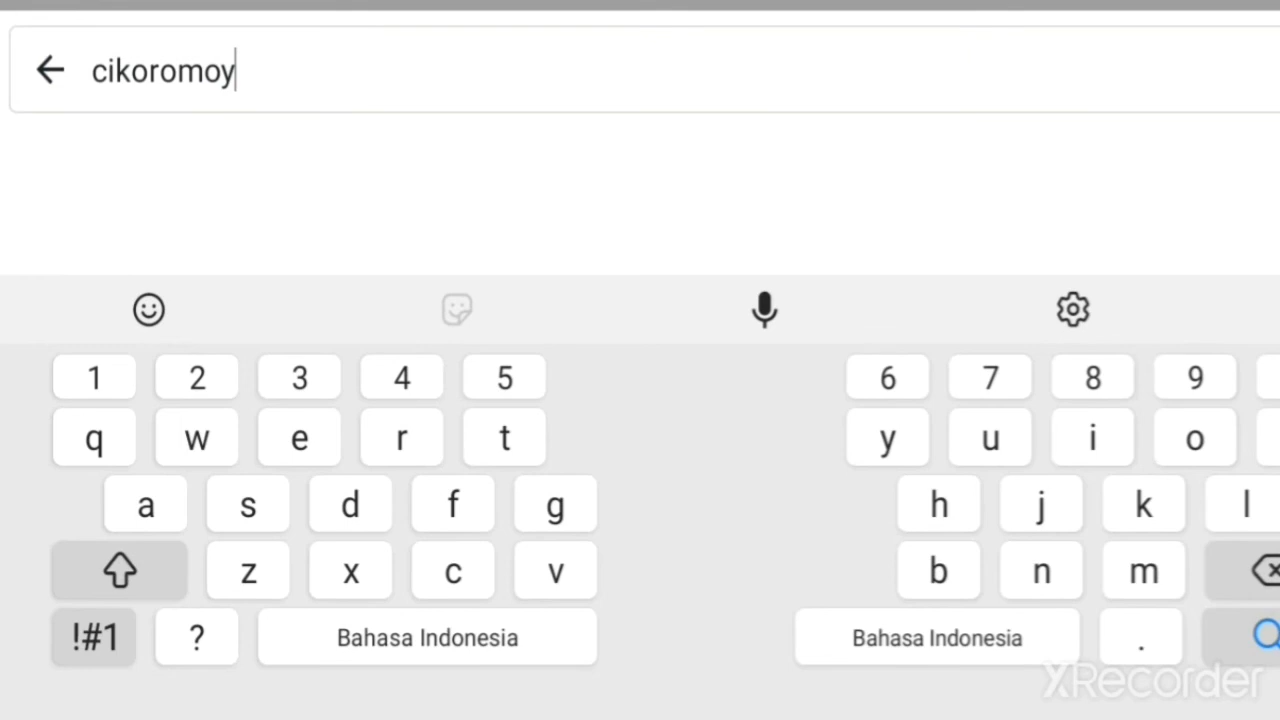 cikoromoy
1 2 3 4 5 6 7 8 9
q w e r t y u i o
a s d f g h j k l
z x c v b n m
!#1 ? Bahasa Indonesia Bahasa Indonesia .
XRecorder